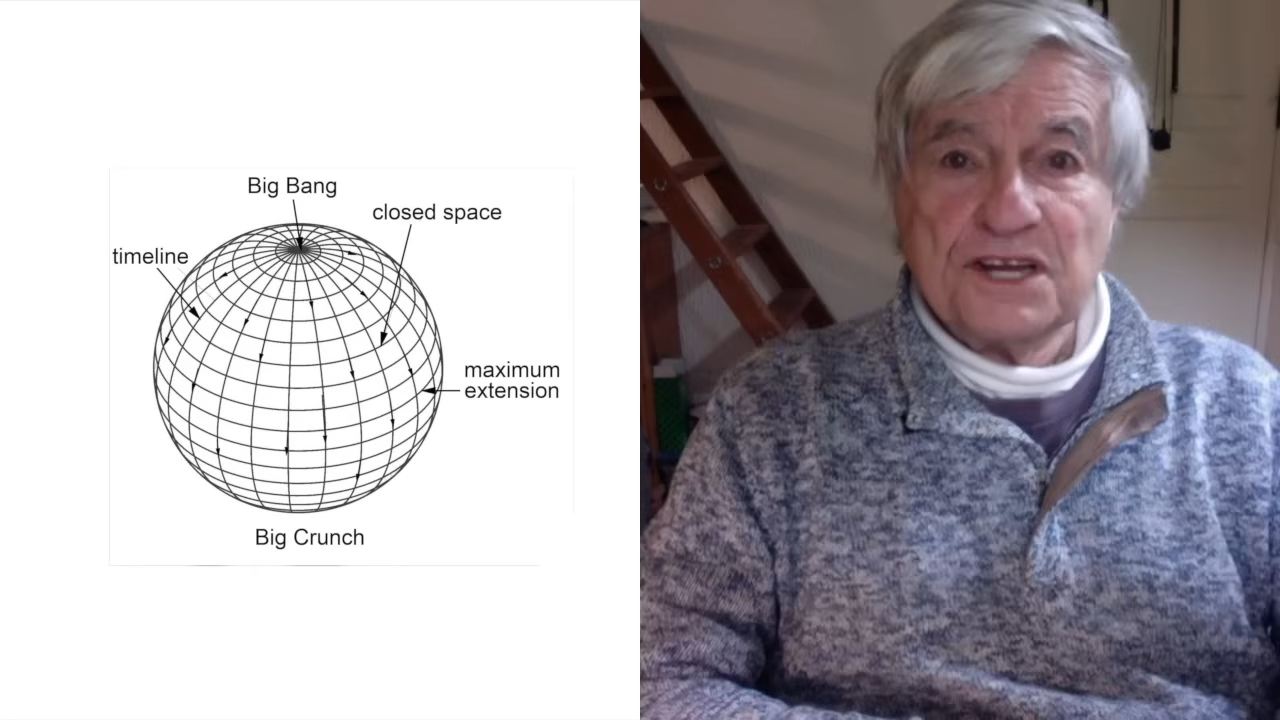 Big Bang
closed space
timeline
maximum
extension
Big Crunch